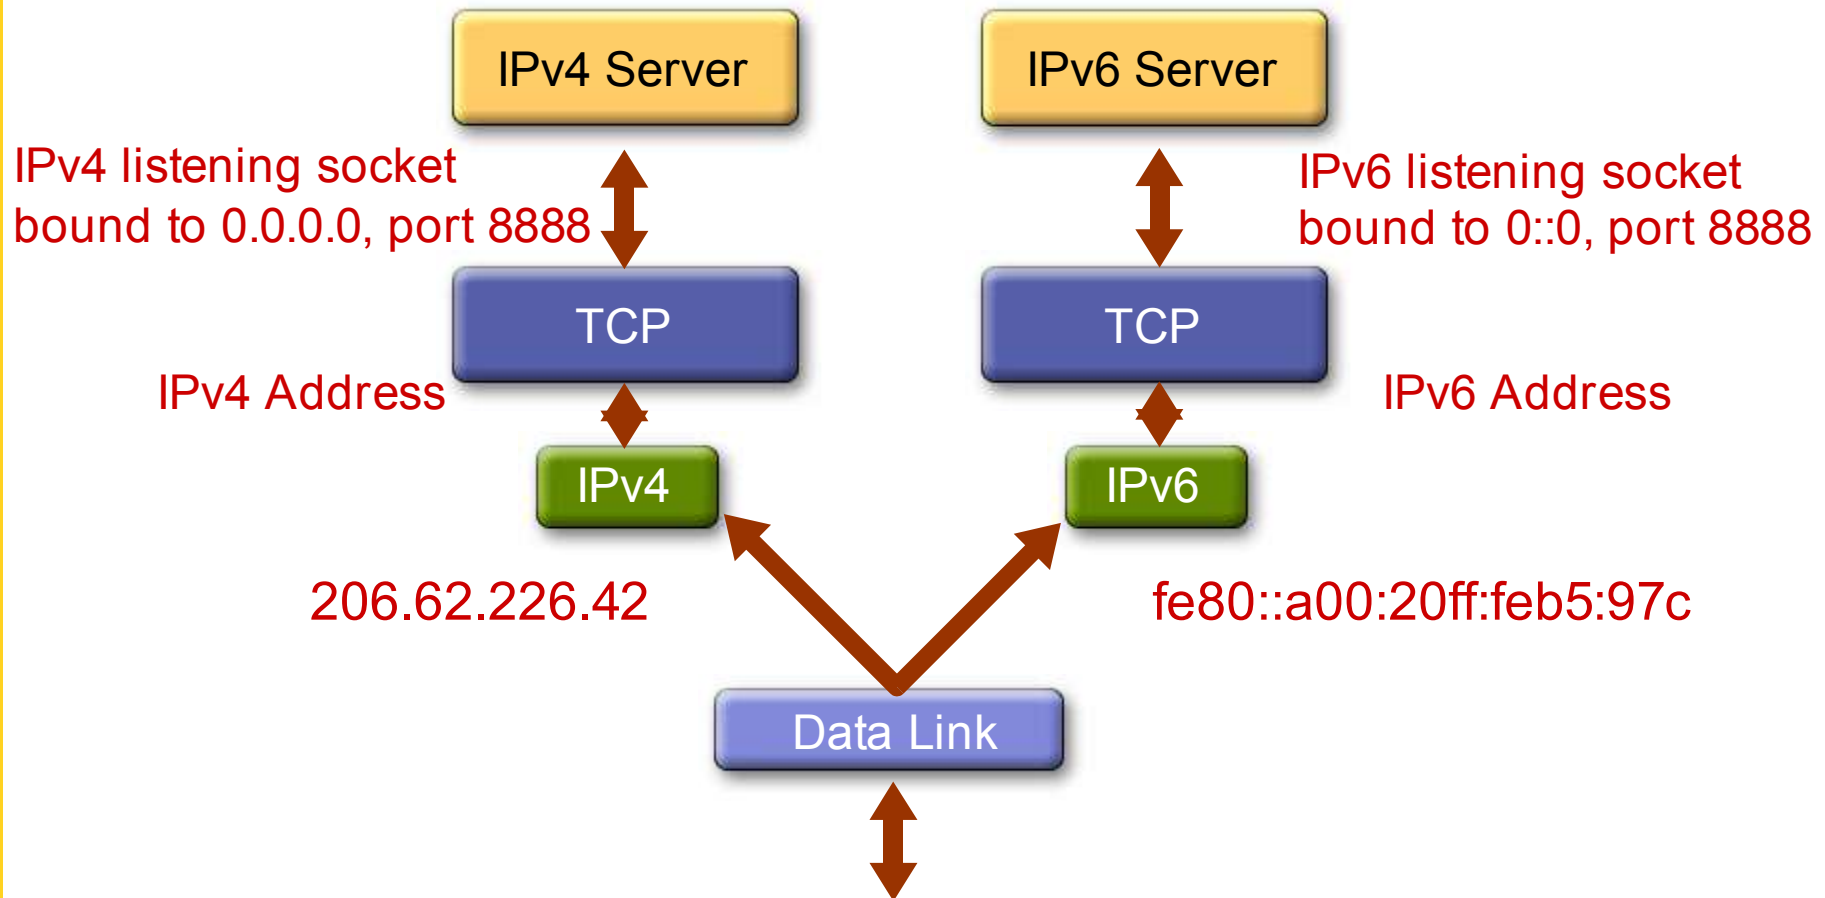 IPv4 Server
IPv6 Server
IPv4 listening socket
bound to 0.0.0.0, port 8888
IPv6 listening socket
bound to 0::0, port 8888
TCP
TCP
IPv4 Address
IPv6 Address
IPv4
IPv6
206.62.226.42
fe80::a00:20ff:feb5:97c
Data Link